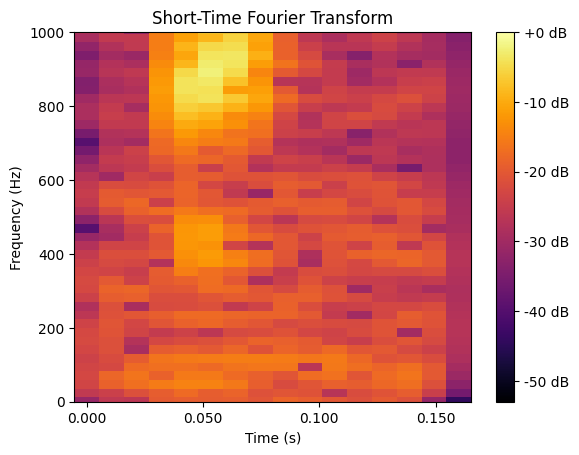 Short-Time Fourier Transform
1000
800
600
400
200
0
Frequency (Hz)
0.000
0.050
0.100
0.150
Time (s)
+0 dB
-10 dB
-20 dB
-30 dB
-40 dB
-50 dB